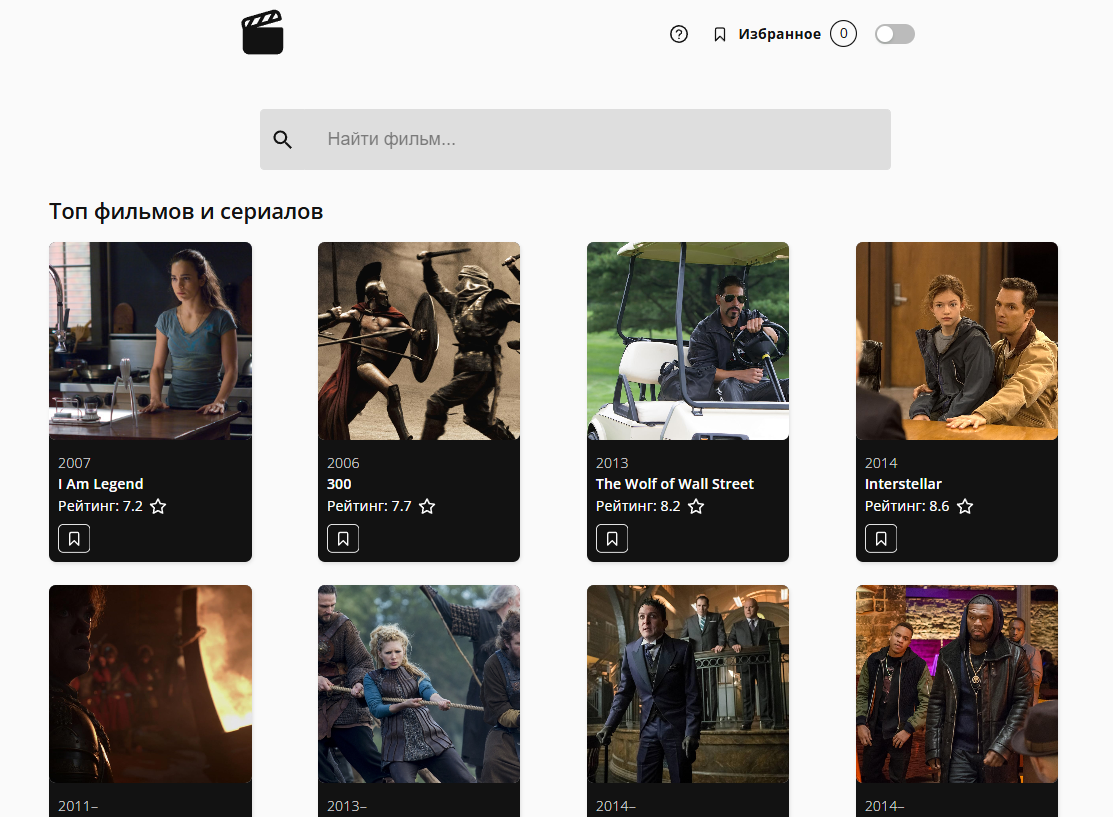 Избранное 0
Найти фильм...
Топ фильмов и сериалов
2007
I Am Legend
Рейтинг: 7.2
2006
300
Рейтинг: 7.7
2013
The Wolf of Wall Street
Рейтинг: 8.2
2014
Interstellar
Рейтинг: 8.6
2011–
2013–
2014–
2014–